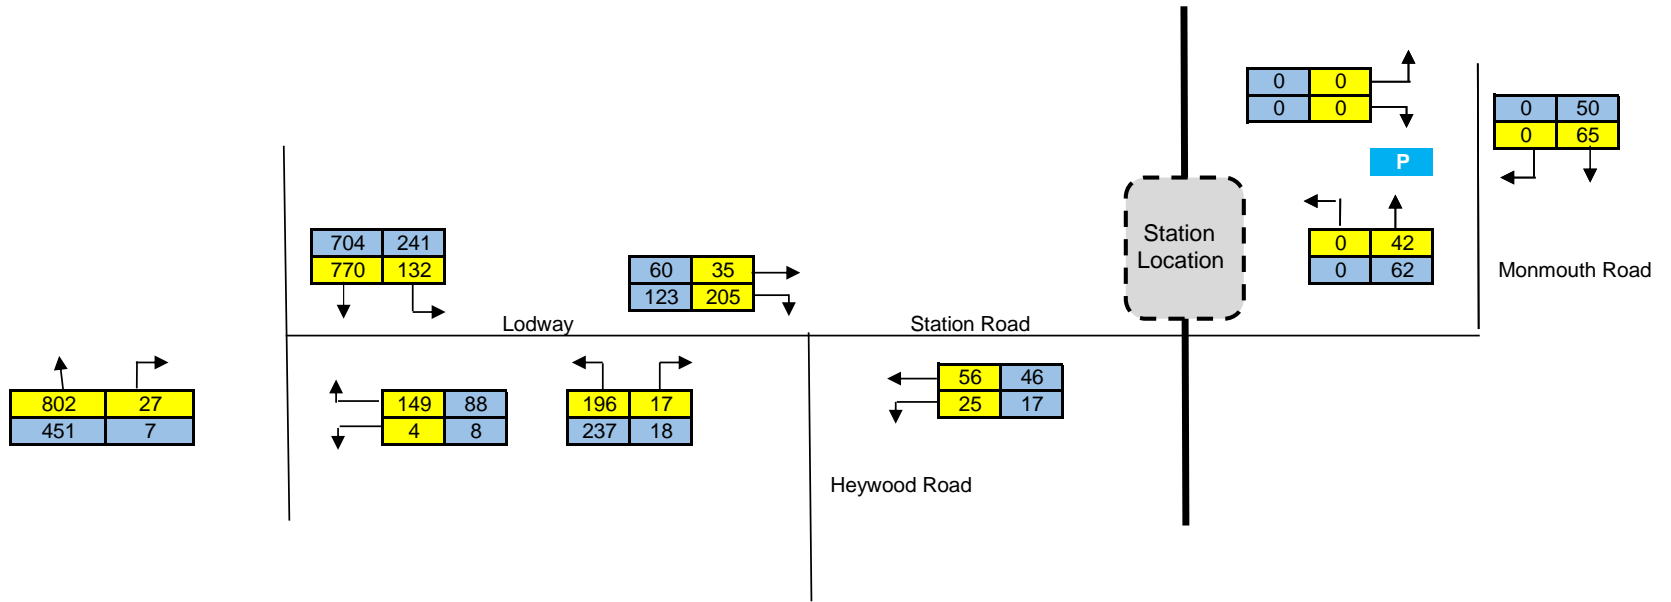 0 0
0 0
0 50
0 65
P
704 241
770 132
60 35
123 205
Station
Location
0 42
0 62
Monmouth Road
Lodway
Station Road
802 27
451 7
149 88
4 8
196 17
237 18
56 46
25 17
Heywood Road